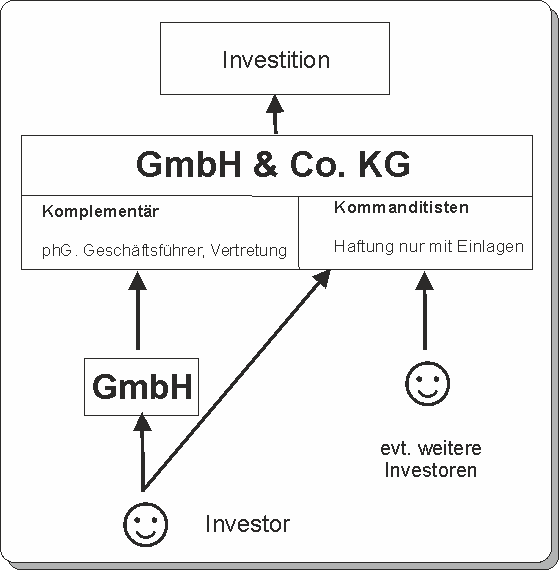 Investition
GmbH & Co. KG
Komplementär
phG. Geschäftsführer, Vertretung
Kommanditisten
Haftung nur mit Einlagen
GmbH
evt. weitere
Investoren
Investor